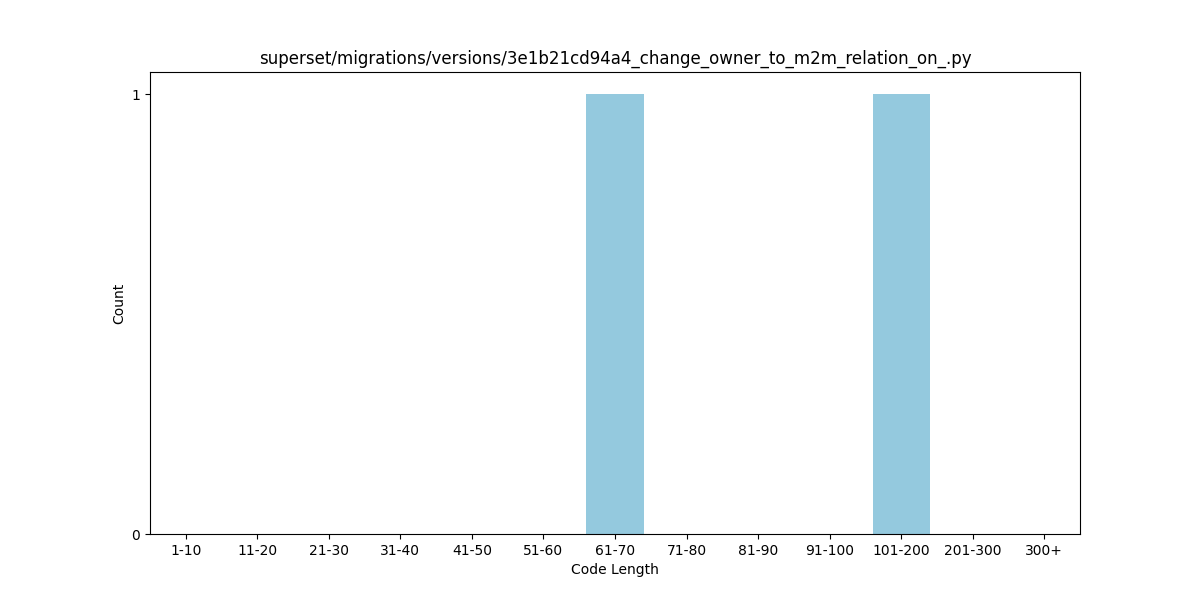 superset/migrations/versions/3e1b21cd94a4_change_owner_to_m2m_relation_on_.py
1
Count
0
1-10 11-20 21-30 31-40 41-50 51-60 61-70 71-80 81-90 91-100 101-200 201-300 300+
Code Length